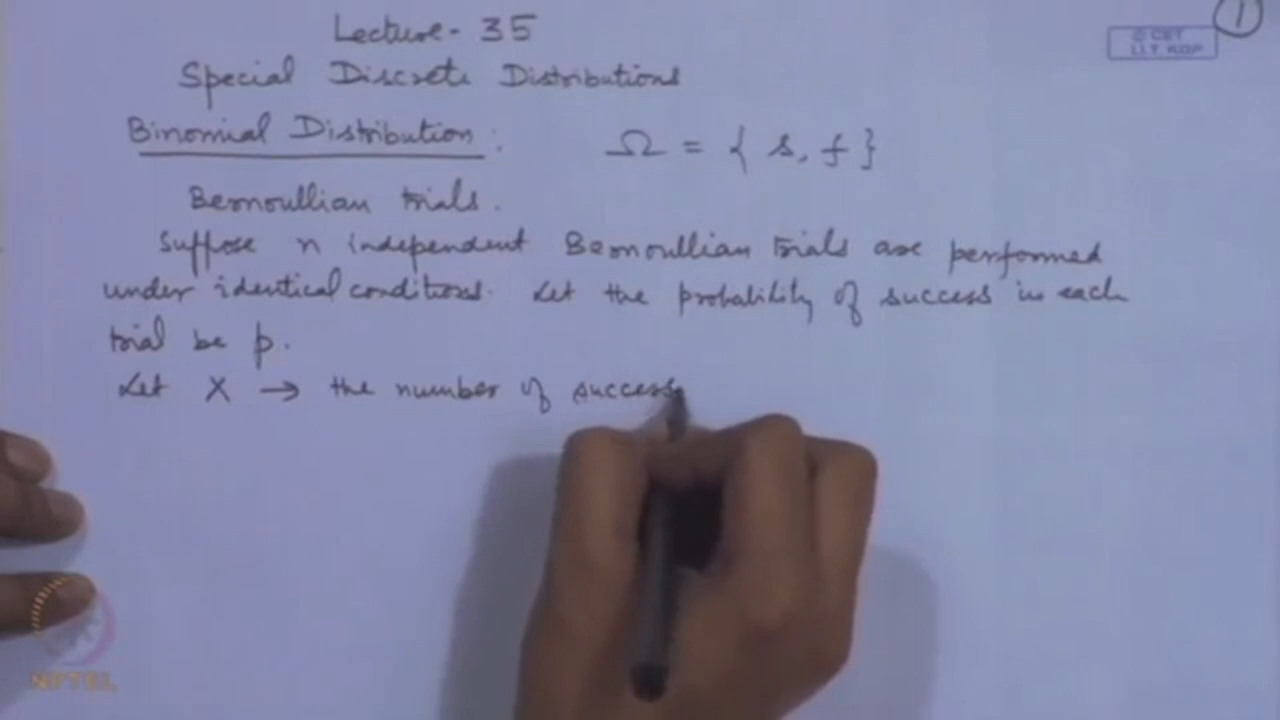 1
© CET
I.I.T. KGP
Lecture - 35
Special Discrete Distributions
Binomial Distribution : Ω = { s, f }
Bernoullian trials.
Suppose n independent Bernoullian trials are performed
under identical conditions. Let the probability of success in each
trial be p.
Let X → the number of success
NPTEL